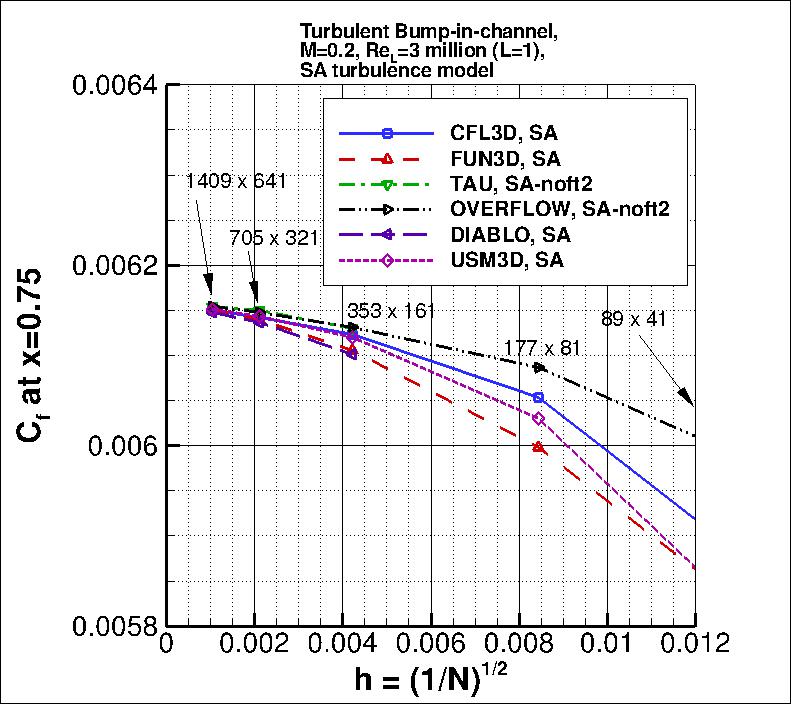 Turbulent Bump-in-channel,
M=0.2, Re_L=3 million (L=1),
SA turbulence model
0.0064
0.0062
0.006
0.0058
C_f at x=0.75
CFL3D, SA
FUN3D, SA
TAU, SA-noft2
OVERFLOW, SA-noft2
DIABLO, SA
USM3D, SA
1409 x 641
705 x 321
353 x 161
177 x 81
89 x 41
0 0.002 0.004 0.006 0.008 0.01 0.012
h = (1/N)^1/2